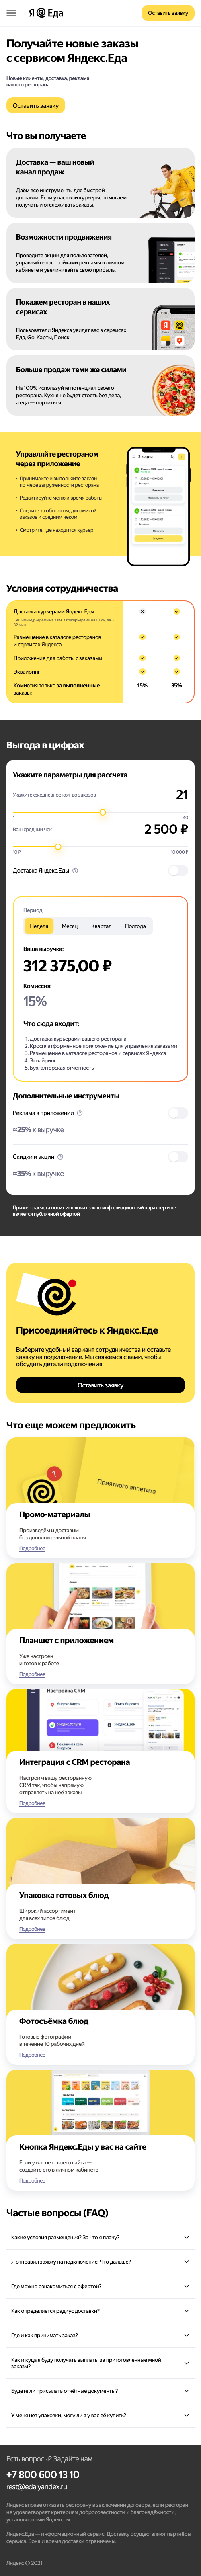 Я Еда
Оставить заявку
Получайте новые заказы
с сервисом Яндекс.Еда
Новые клиенты, доставка, реклама
вашего ресторана
Оставить заявку
Что вы получаете
Доставка — ваш новый
канал продаж
Даём все инструменты для быстрой
доставки. Если у вас свои курьеры, помогаем
получать и отслеживать заказы.
Возможности продвижения
Проводите акции для пользователей,
управляйте настройками рекламы в личном
кабинете и увеличивайте свою прибыль.
Покажем ресторан в наших
сервисах
Пользователи Яндекса увидят вас в сервисах
Еда, Go, Карты, Поиск.
Больше продаж теми же силами
На 100% используйте потенциал своего
ресторана. Кухня не будет стоять без дела,
а еда — портиться.
Управляйте рестораном
через приложение
• Принимайте и выполняйте заказы
по мере загруженности ресторана
• Редактируйте меню и время работы
• Следите за оборотом, динамикой
заказов и средним чеком
• Смотрите, где находится курьер
Условия сотрудничества
Доставка курьерами Яндекс.Еды
Размещение в каталоге ресторанов
и сервисах Яндекса
Приложение для работы с заказами
Эквайринг
Комиссия только за выполненные
заказы:
15%
35%
Выгода в цифрах
Укажите параметры для рассчета
Укажите ежедневное кол-во заказов
21
1
40
Ваш средний чек
2 500 ₽
10 ₽
10 000 ₽
Доставка Яндекс.Еды
Период:
Неделя Месяц Квартал Полгода
Ваша выручка:
312 375,00 ₽
Комиссия:
15%
Что сюда входит:
1. Доставка курьерами вашего ресторана
2. Кроссплатформенное приложение для управления заказами
3. Размещение в каталоге ресторанов и сервисах Яндекса
4. Эквайринг
5. Бухгалтерская отчетность
Дополнительные инструменты
Реклама в приложении
≈25% к выручке
Скидки и акции
≈35% к выручке
Пример расчета носит исключительно информационный характер и не
является публичной офертой
Присоединяйтесь к Яндекс.Еде
Выберите удобный вариант сотрудничества и оставьте
заявку на подключение. Мы свяжемся с вами, чтобы
обсудить детали подключения.
Оставить заявку
Что еще можем предложить
Приятного аппетита
Промо-материалы
Произведём и доставим
без дополнительной платы
Подробнее
Планшет с приложением
Уже настроен
и готов к работе
Подробнее
Настройка CRM
Интеграция с CRM ресторана
Настроим вашу ресторанную
CRM так, чтобы напрямую
отправлять на неё заказы
Подробнее
Упаковка готовых блюд
Широкий ассортимент
для всех типов блюд
Подробнее
Фотосъёмка блюд
Готовые фотографии
в течение 10 рабочих дней
Подробнее
Кнопка Яндекс.Еды у вас на сайте
Если у вас нет своего сайта —
создайте его в личном кабинете
Подробнее
Частые вопросы (FAQ)
Какие условия размещения? За что я плачу?
Я отправил заявку на подключение. Что дальше?
Где можно ознакомиться с офертой?
Как определяется радиус доставки?
Где и как принимать заказ?
Как и куда я буду получать выплаты за приготовленные мной
заказы?
Будете ли присылать отчётные документы?
У меня нет упаковки, могу ли я у вас её купить?
Есть вопросы? Задайте нам
+7 800 600 13 10
rest@eda.yandex.ru
Яндекс вправе отказать ресторану в заключении договора, если ресторан
не удовлетворяет критериям добросовестности и благонадёжности,
установленным Яндексом.
Яндекс.Еда — информационный сервис. Доставку осуществляют партнёры
сервиса. Зона и время доставки ограничены.
Яндекс © 2021